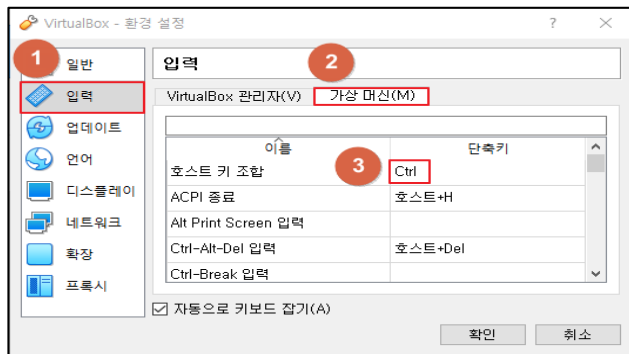 VirtualBox - 환경 설정 ? ×
1 일반
입력
업데이트
언어
디스플레이
네트워크
확장
프록시
입력 2
VirtualBox 관리자(V) 가상 머신(M)
이름 단축키
호스트 키 조합 3 Ctrl
ACPI 종료 호스트+H
Alt Print Screen 입력
Ctrl-Alt-Del 입력 호스트+Del
Ctrl-Break 입력
자동으로 키보드 잡기(A)
확인 취소